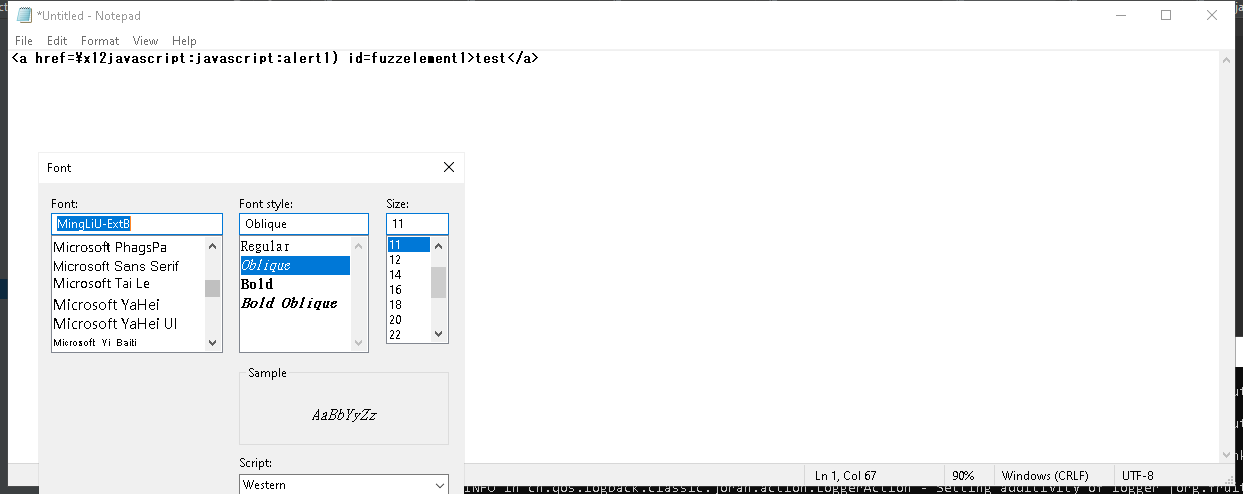 *Untitled - Notepad
File Edit Format View Help
<a href=¥x12javascript:javascript:alert1) id=fuzzelement1>test</a>
Font
Font: Font style: Size:
MingLiU-ExtB Oblique 11
Microsoft PhagsPa Regular 11
Microsoft Sans Serif Oblique 12
Microsoft Tai Le Bold 14
Microsoft YaHei Bold Oblique 16
Microsoft YaHei UI 18
Microsoft Yi Baiti 20
22
Sample
AaBbYyZz
Script:
Western
Ln 1, Col 67 90% Windows (CRLF) UTF-8
INFO in ch.qos.logback.classic.joran.action.LoggerAction - Setting additivity of logger